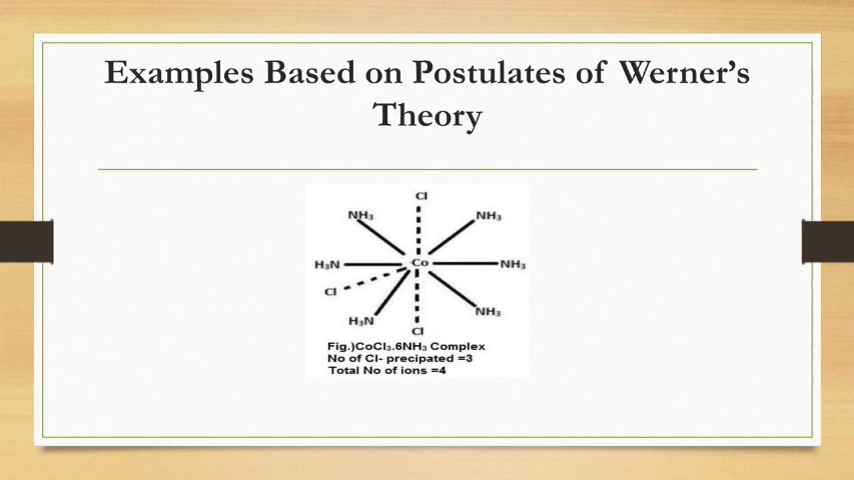 Examples Based on Postulates of Werner's
Theory
Cl
NH₃
NH₃
H₃N
Co
NH₃
Cl
H₃N
NH₃
Cl
Fig.)CoCl₃.6NH₃ Complex
No of Cl- precipated =3
Total No of ions =4